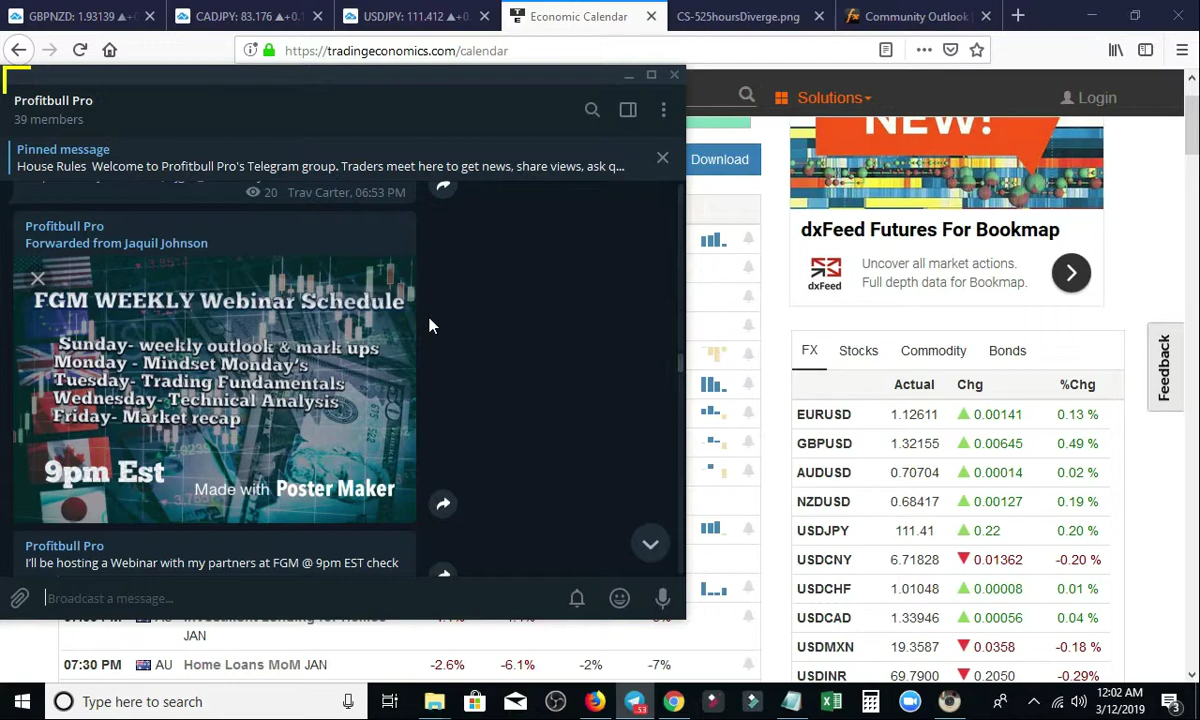 GBPNZD: 1.93139 ▲+0.
CADJPY: 83.176 ▲+0.
USDJPY: 111.412 ▲+
Economic Calendar
CS-525hoursDiverge.png
Community Outlook
https://tradingeconomics.com/calendar
Profitbull Pro
39 members
Solutions
Login
Pinned message
House Rules Welcome to Profitbull Pro's Telegram group. Traders meet here to get news, share views, ask q...
Download
20 Trav Carter, 06:53 PM
NEW!
Profitbull Pro
Forwarded from Jaquil Johnson
FGM WEEKLY Webinar Schedule
Sunday- weekly outlook & mark ups
Monday - Mindset Monday's
Tuesday- Trading Fundamentals
Wednesday- Technical Analysis
Friday- Market recap
9pm Est
Made with Poster Maker
Profitbull Pro
I'll be hosting a Webinar with my partners at FGM @ 9pm EST check
Broadcast a message...
dxFeed Futures For Bookmap
dxFeed
Uncover all market actions.
Full depth data for Bookmap.
Feedback
FX Stocks Commodity Bonds
Actual Chg %Chg
EURUSD 1.12611 0.00141 0.13 %
GBPUSD 1.32155 0.00645 0.49 %
AUDUSD 0.70704 0.00014 0.02 %
NZDUSD 0.68417 0.00127 0.19 %
USDJPY 111.41 0.22 0.20 %
USDCNY 6.71828 0.01362 -0.20 %
USDCHF 1.01048 0.00008 0.01 %
USDCAD 1.33946 0.00056 0.04 %
USDMXN 19.3587 0.0358 -0.18 %
USDINR 69.7900 0.2050 -0.29%
JAN
07:30 PM AU Home Loans MoM JAN -2.6% -6.1% -2% -7%
Type here to search
53
12:02 AM
3/12/2019
3